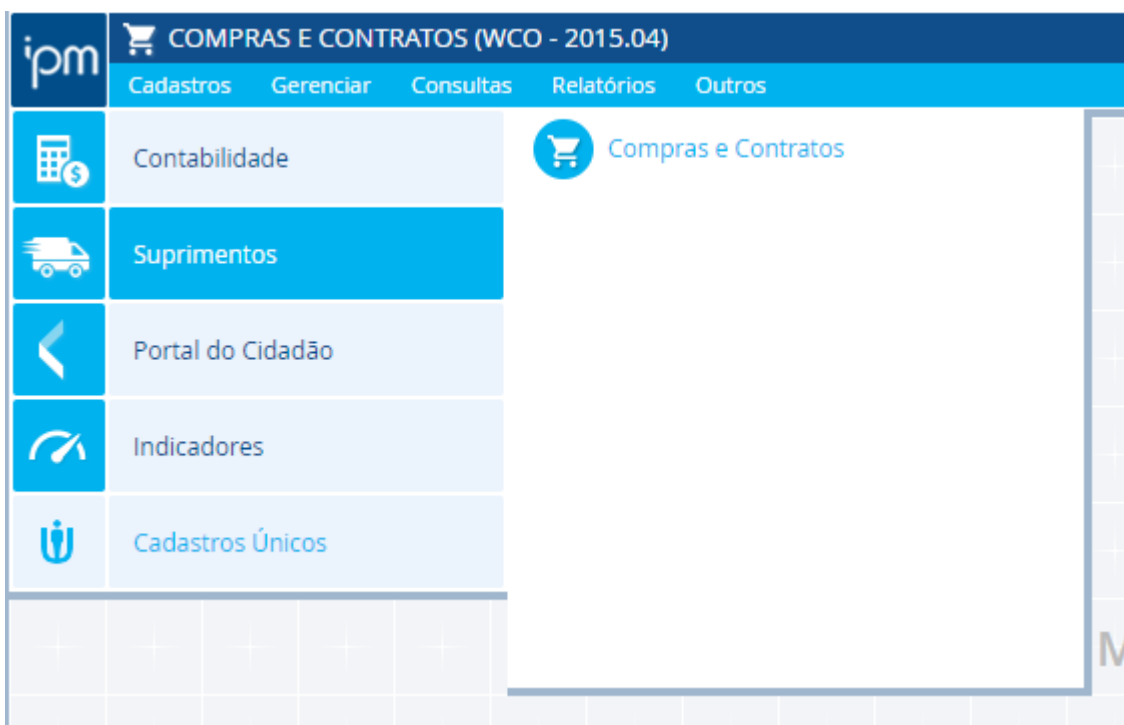 ipm
COMPRAS E CONTRATOS (WCO - 2015.04)
Cadastros Gerenciar Consultas Relatórios Outros
Contabilidade
Compras e Contratos
Suprimentos
Portal do Cidadão
Indicadores
Cadastros Únicos
M